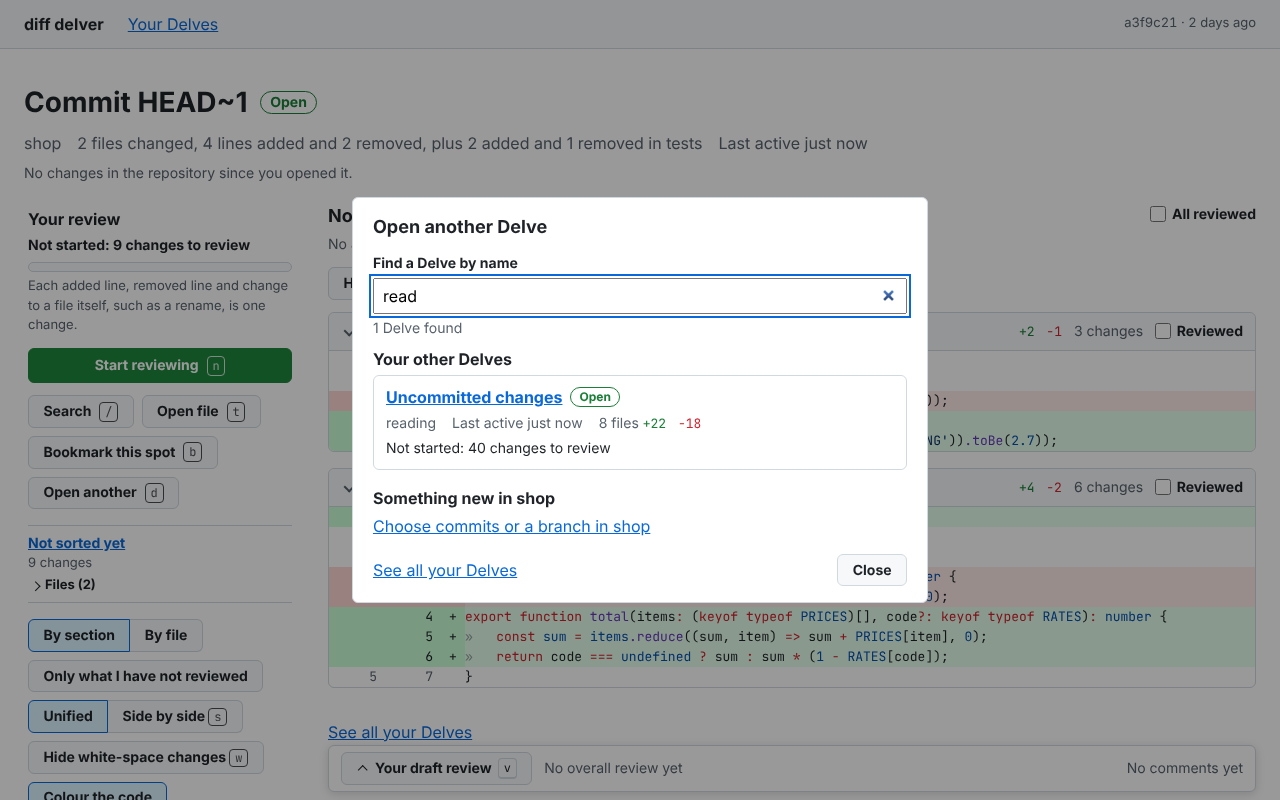 diff delver Your Delves a3f9c21 · 2 days ago
Commit HEAD~1 Open
shop 2 files changed, 4 lines added and 2 removed, plus 2 added and 1 removed in tests Last active just now
No changes in the repository since you opened it.
Your review
Not started: 9 changes to review
Each added line, removed line and change
to a file itself, such as a rename, is one
change.
Start reviewing n
Search / Open file t
Bookmark this spot b
Open another d
Not sorted yet
9 changes
Files (2)
By section By file
Only what I have not reviewed
Unified Side by side s
Hide white-space changes w
Colour the code
No
All reviewed
No
H
+2 -1 3 changes Reviewed
));
NG')).toBe(2.7));
+4 -2 6 changes Reviewed
er {
0);
4 + export function total(items: (keyof typeof PRICES)[], code?: keyof typeof RATES): number {
5 + » const sum = items.reduce((sum, item) => sum + PRICES[item], 0);
6 + » return code === undefined ? sum : sum * (1 - RATES[code]);
5 7 }
See all your Delves
Your draft review v No overall review yet No comments yet
Open another Delve
Find a Delve by name
read
1 Delve found
Your other Delves
Uncommitted changes Open
reading Last active just now 8 files +22 -18
Not started: 40 changes to review
Something new in shop
Choose commits or a branch in shop
See all your Delves Close